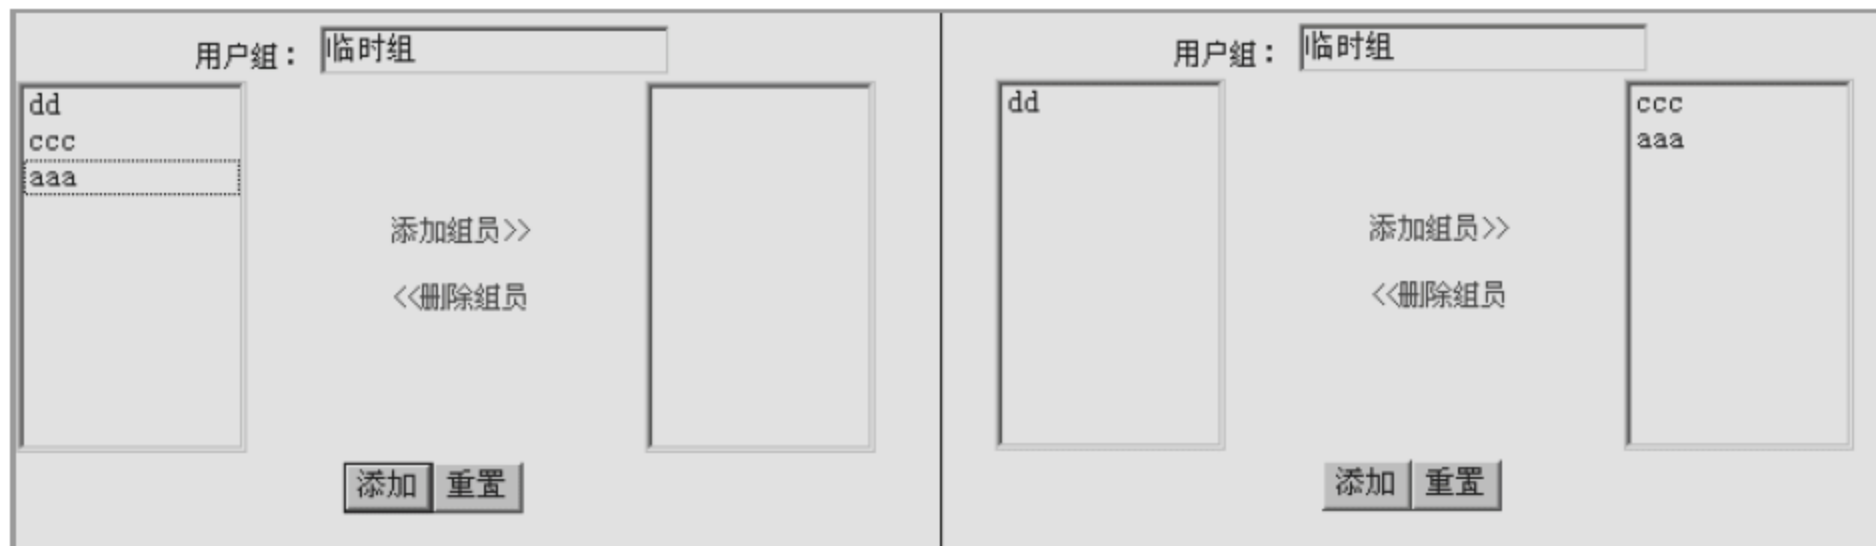 用户组： 临时组
dd
ccc
aaa
添加组员>>
<<删除组员
添加 重置
用户组： 临时组
dd
添加组员>>
<<删除组员
ccc
aaa
添加 重置